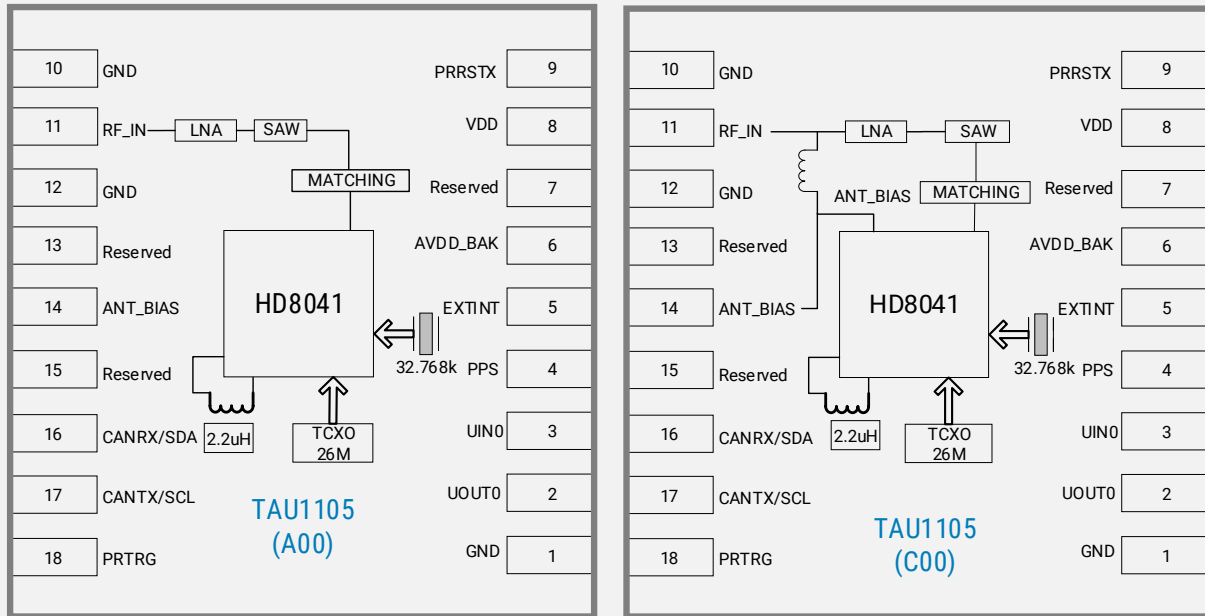 10 GND
PRRSTX 9
11 RF_IN LNA SAW
VDD 8
MATCHING
12 GND
Reserved 7
13 Reserved
AVDD_BAK 6
HD8041
14 ANT_BIAS
EXTINT 5
32.768k
15 Reserved
PPS 4
16 CANRX/SDA 2.2uH
TCXO
26M
UIN0 3
17 CANTX/SCL
UOUT0 2
TAU1105
(A00)
18 PRTRG
GND 1
10 GND
PRRSTX 9
11 RF_IN LNA SAW
VDD 8
12 GND
ANT_BIAS MATCHING
Reserved 7
13 Reserved
AVDD_BAK 6
HD8041
14 ANT_BIAS
EXTINT 5
32.768k
15 Reserved
PPS 4
16 CANRX/SDA 2.2uH
TCXO
26M
UIN0 3
17 CANTX/SCL
UOUT0 2
TAU1105
(C00)
18 PRTRG
GND 1